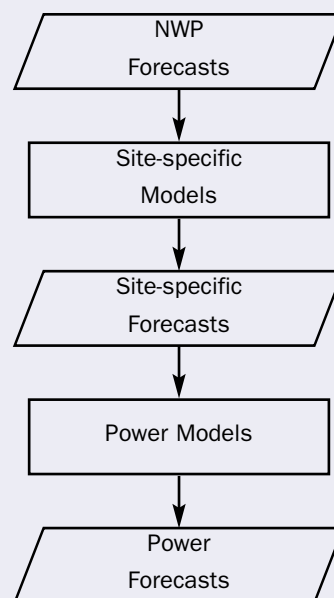 NWP
Forecasts
Site-specific
Models
Site-specific
Forecasts
Power Models
Power
Forecasts